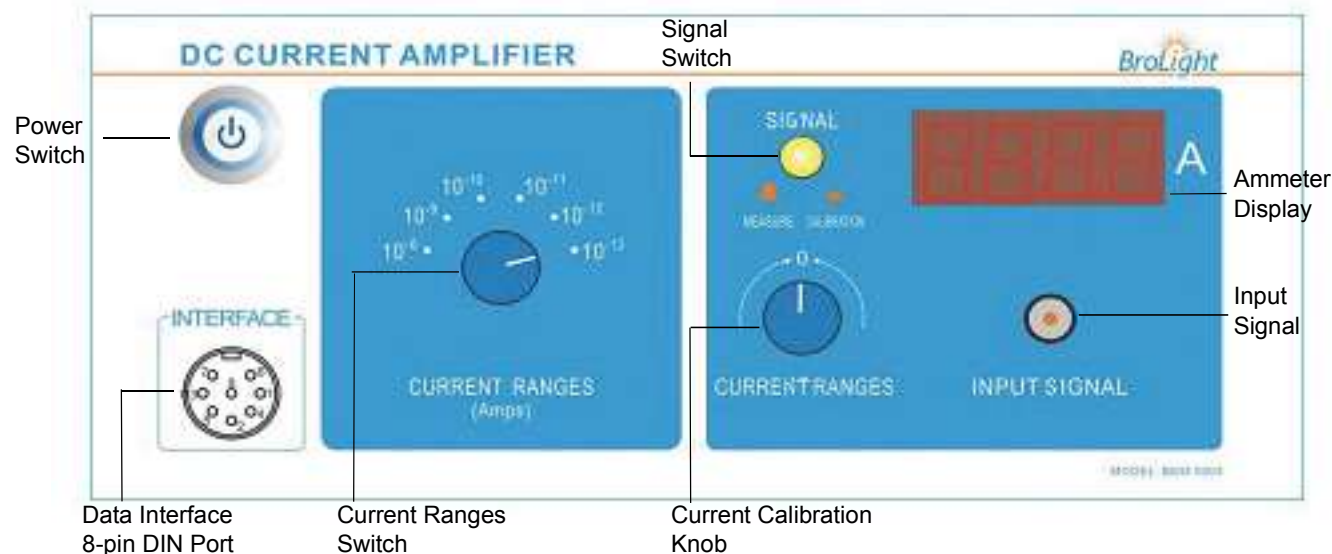 Signal
Switch
DC CURRENT AMPLIFIER
BroLight
Power
Switch
SIGNAL
A
Ammeter
Display
10⁻¹⁰
10⁻¹¹
10⁻⁹
10⁻¹²
10⁻¹³
MEASURE
0
INTERFACE
Input
Signal
CURRENT RANGES
(Amps)
CURRENT RANGES
INPUT SIGNAL
Data Interface
8-pin DIN Port
Current Ranges
Switch
Current Calibration
Knob